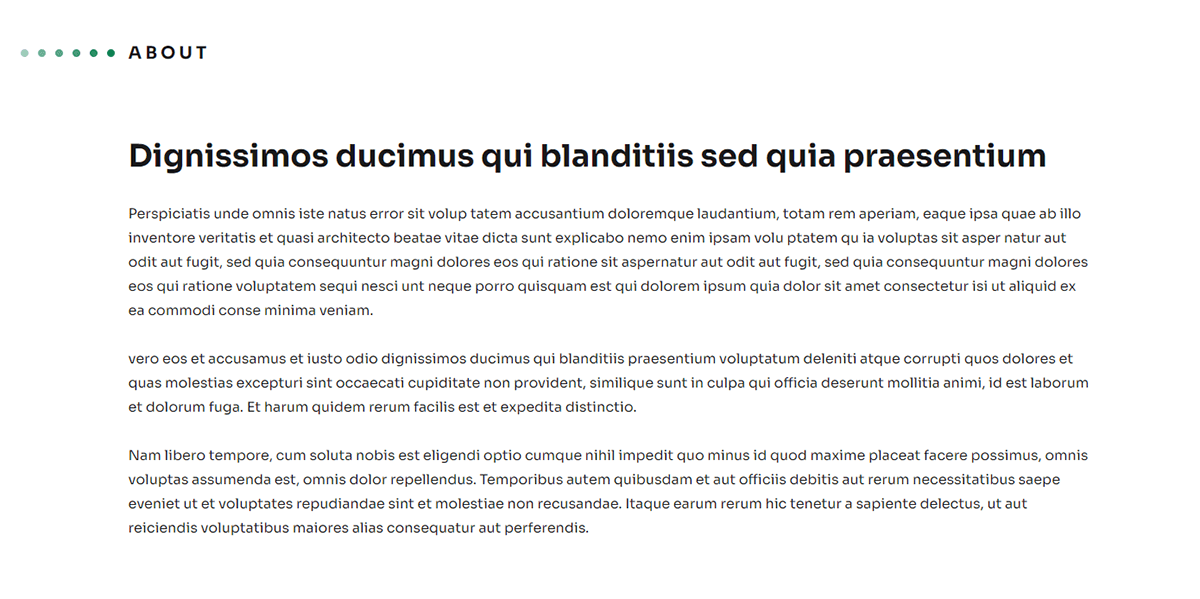 ABOUT
Dignissimos ducimus qui blanditiis sed quia praesentium
Perspiciatis unde omnis iste natus error sit volup tatem accusantium doloremque laudantium, totam rem aperiam, eaque ipsa quae ab illo
inventore veritatis et quasi architecto beatae vitae dicta sunt explicabo nemo enim ipsam volu ptatem qu ia voluptas sit asper natur aut
odit aut fugit, sed quia consequuntur magni dolores eos qui ratione sit aspernatur aut odit aut fugit, sed quia consequuntur magni dolores
eos qui ratione voluptatem sequi nesci unt neque porro quisquam est qui dolorem ipsum quia dolor sit amet consectetur isi ut aliquid ex
ea commodi conse minima veniam.
vero eos et accusamus et iusto odio dignissimos ducimus qui blanditiis praesentium voluptatum deleniti atque corrupti quos dolores et
quas molestias excepturi sint occaecati cupiditate non provident, similique sunt in culpa qui officia deserunt mollitia animi, id est laborum
et dolorum fuga. Et harum quidem rerum facilis est et expedita distinctio.
Nam libero tempore, cum soluta nobis est eligendi optio cumque nihil impedit quo minus id quod maxime placeat facere possimus, omnis
voluptas assumenda est, omnis dolor repellendus. Temporibus autem quibusdam et aut officiis debitis aut rerum necessitatibus saepe
eveniet ut et voluptates repudiandae sint et molestiae non recusandae. Itaque earum rerum hic tenetur a sapiente delectus, ut aut
reiciendis voluptatibus maiores alias consequatur aut perferendis.